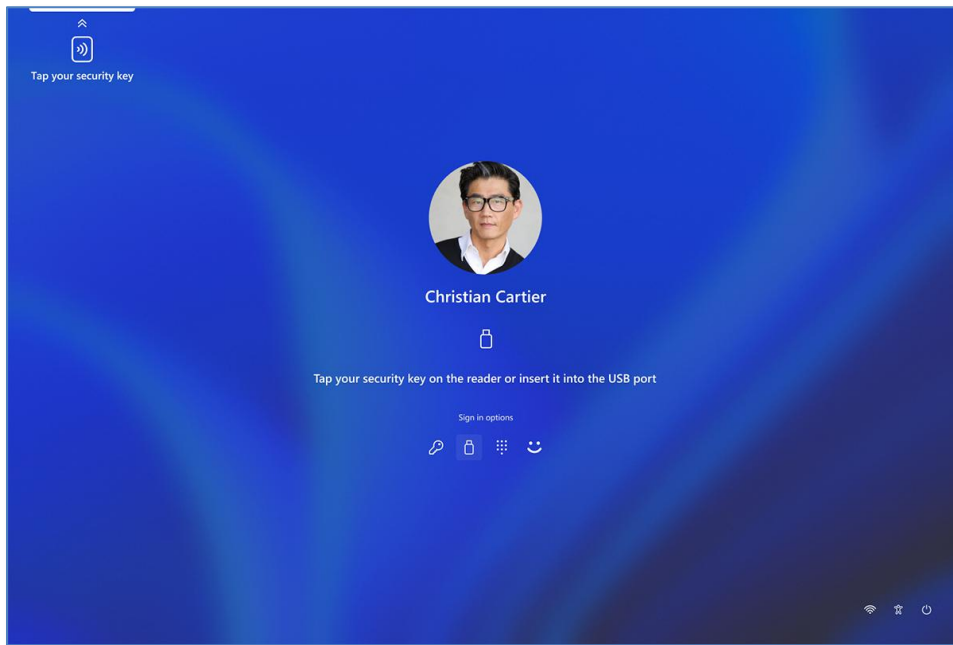 Tap your security key
Christian Cartier
Tap your security key on the reader or insert it into the USB port
Sign in options